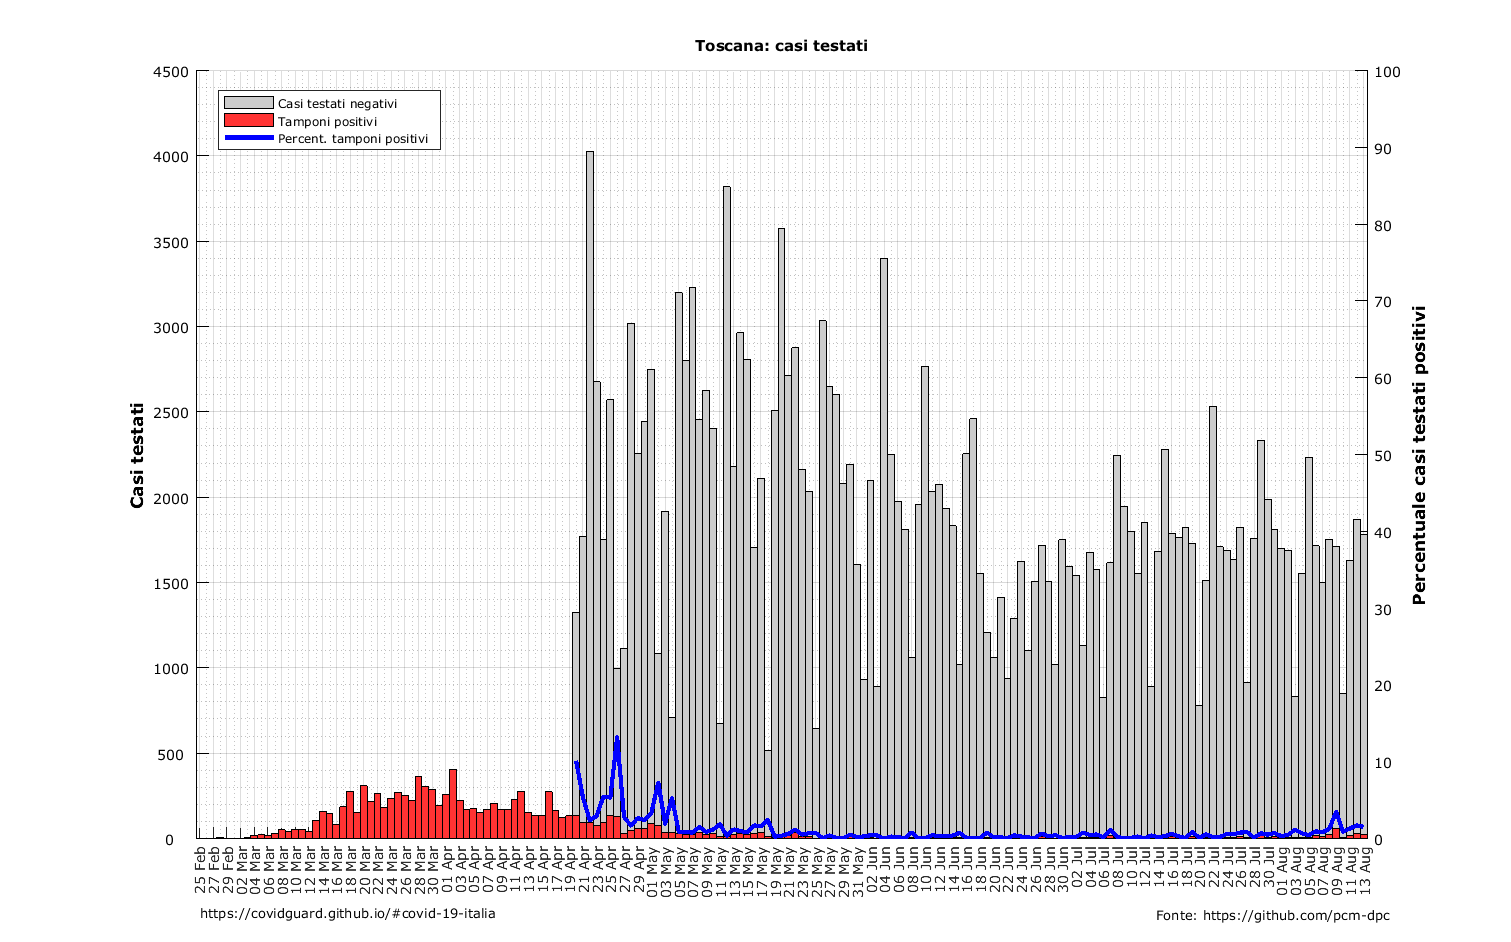 Toscana: casi testati
Casi testati negativi
Tamponi positivi
Percent. tamponi positivi
Casi testati
4500
4000
3500
3000
2500
2000
1500
1000
500
0
100
90
80
70
60
50
40
30
20
10
0
Percentuale casi testati positivi
25 Feb
27 Feb
29 Feb
02 Mar
04 Mar
06 Mar
08 Mar
10 Mar
12 Mar
14 Mar
16 Mar
18 Mar
20 Mar
22 Mar
24 Mar
26 Mar
28 Mar
30 Mar
01 Apr
03 Apr
05 Apr
07 Apr
09 Apr
11 Apr
13 Apr
15 Apr
17 Apr
19 Apr
21 Apr
23 Apr
25 Apr
27 Apr
29 Apr
01 May
03 May
05 May
07 May
09 May
11 May
13 May
15 May
17 May
19 May
21 May
23 May
25 May
27 May
29 May
31 May
02 Jun
04 Jun
06 Jun
08 Jun
10 Jun
12 Jun
14 Jun
16 Jun
18 Jun
20 Jun
22 Jun
24 Jun
26 Jun
28 Jun
30 Jun
02 Jul
04 Jul
06 Jul
08 Jul
10 Jul
12 Jul
14 Jul
16 Jul
18 Jul
20 Jul
22 Jul
24 Jul
26 Jul
28 Jul
30 Jul
01 Aug
03 Aug
05 Aug
07 Aug
09 Aug
11 Aug
13 Aug
https://covidguard.github.io/#covid-19-italia
Fonte: https://github.com/pcm-dpc